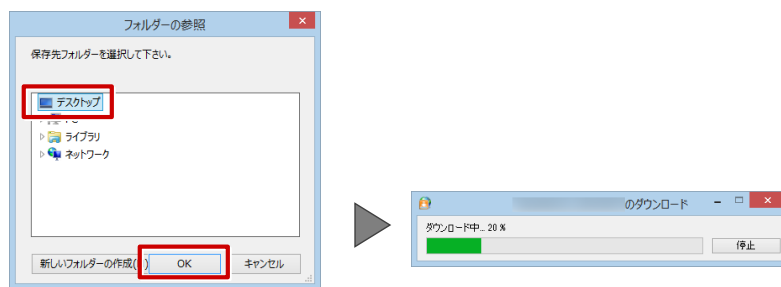 フォルダーの参照
保存先フォルダーを選択して下さい。
デスクトップ
ライブラリ
ネットワーク
新しいフォルダーの作成(
OK
キャンセル
のダウンロード
ダウンロード中... 20 %
停止